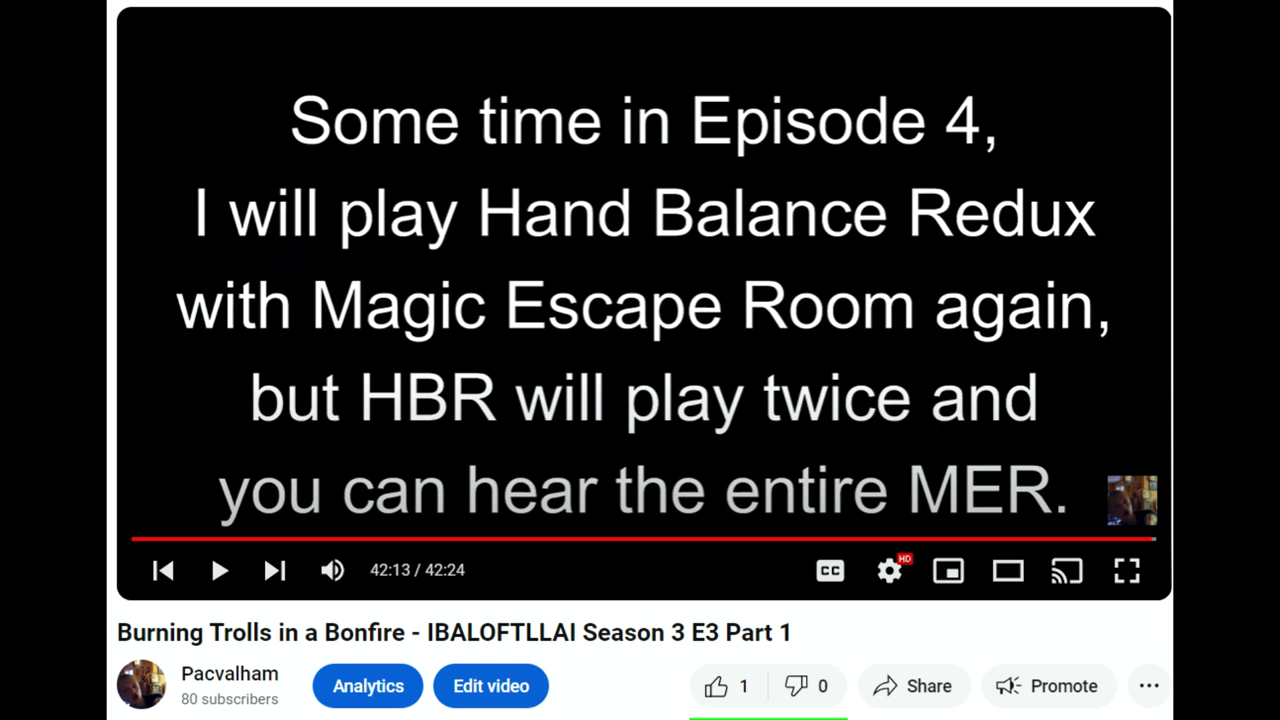 Some time in Episode 4,
I will play Hand Balance Redux
with Magic Escape Room again,
but HBR will play twice and
you can hear the entire MER.
42:13 / 42:24
CC
HD
Burning Trolls in a Bonfire - IBALOFTLLAI Season 3 E3 Part 1
Pacvalham
80 subscribers
Analytics
Edit video
1
0
Share
Promote